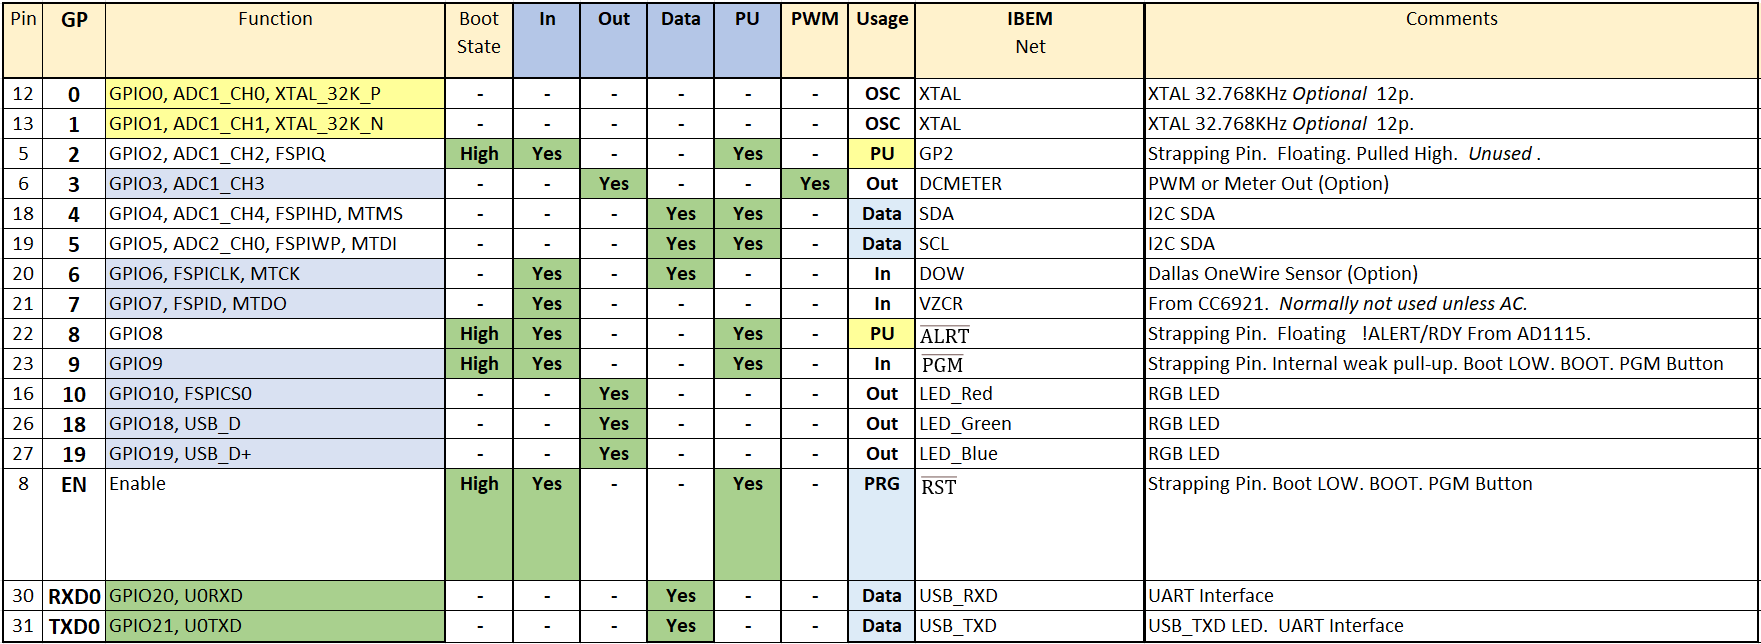 Pin GP Function Boot State In Out Data PU PWM Usage IBEM Net Comments
12 0 GPIO0, ADC1_CH0, XTAL_32K_P - - - - - - OSC XTAL XTAL 32.768KHz Optional 12p.
13 1 GPIO1, ADC1_CH1, XTAL_32K_N - - - - - - OSC XTAL XTAL 32.768KHz Optional 12p.
5 2 GPIO2, ADC1_CH2, FSPIQ High Yes - - Yes - PU GP2 Strapping Pin. Floating. Pulled High. Unused .
6 3 GPIO3, ADC1_CH3 - - Yes - - Yes Out DCMETER PWM or Meter Out (Option)
18 4 GPIO4, ADC1_CH4, FSPIHD, MTMS - - - Yes Yes - Data SDA I2C SDA
19 5 GPIO5, ADC2_CH0, FSPIWP, MTDI - - - Yes Yes - Data SCL I2C SDA
20 6 GPIO6, FSPICLK, MTCK - Yes - Yes - - In DOW Dallas OneWire Sensor (Option)
21 7 GPIO7, FSPID, MTDO - Yes - - - - In VZCR From CC6921. Normally not used unless AC.
22 8 GPIO8 High Yes - - Yes - PU ALRT Strapping Pin. Floating !ALERT/RDY From AD1115.
23 9 GPIO9 High Yes - - Yes - In PGM Strapping Pin. Internal weak pull-up. Boot LOW. BOOT. PGM Button
16 10 GPIO10, FSPICS0 - - Yes - - - Out LED_Red RGB LED
26 18 GPIO18, USB_D - - Yes - - - Out LED_Green RGB LED
27 19 GPIO19, USB_D+ - - Yes - - - Out LED_Blue RGB LED
8 EN Enable High Yes - - Yes - PRG RST Strapping Pin. Boot LOW. BOOT. PGM Button
30 RXD0 GPIO20, U0RXD - - - Yes - - Data USB_RXD UART Interface
31 TXD0 GPIO21, U0TXD - - - Yes - - Data USB_TXD USB_TXD LED. UART Interface